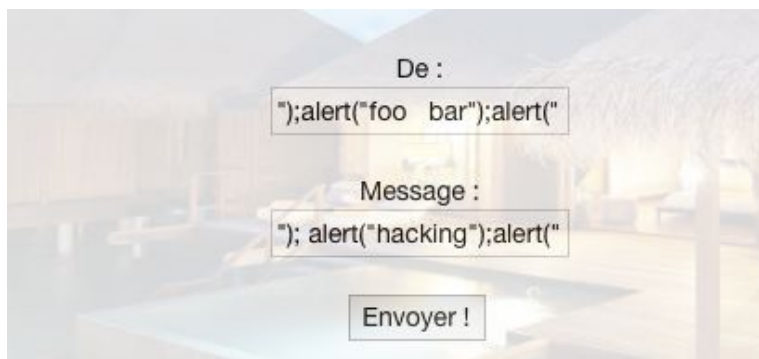 De :
");alert("foo   bar");alert("
Message :
"); alert("hacking");alert("
Envoyer !